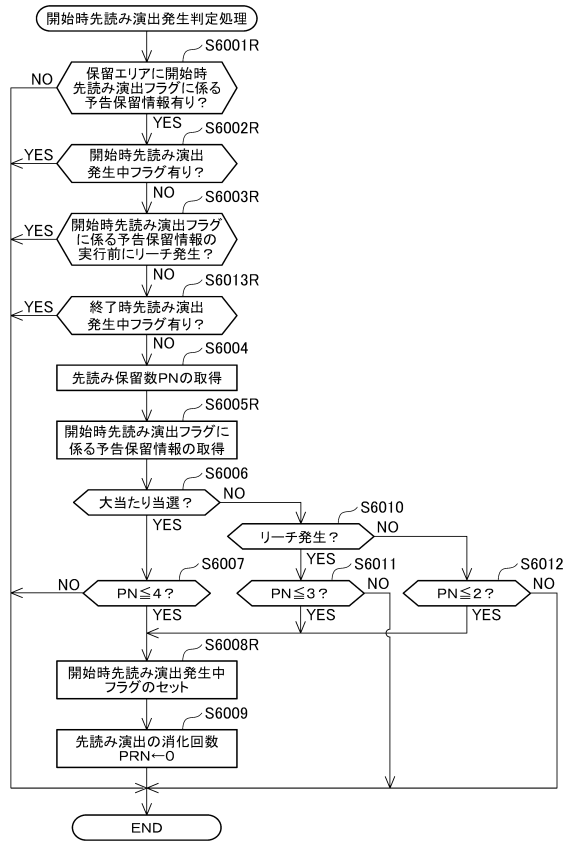 開始時先読み演出発生判定処理
S6001R
保留エリアに開始時
先読み演出フラグに係る
予告保留情報有り？
NO
YES
S6002R
開始時先読み演出
発生中フラグ有り？
YES
NO
S6003R
開始時先読み演出フラグ
に係る予告保留情報の
実行前にリーチ発生？
YES
NO
S6013R
終了時先読み演出
発生中フラグ有り？
YES
NO
S6004
先読み保留数PNの取得
S6005R
開始時先読み演出フラグに
係る予告保留情報の取得
S6006
大当たり当選？
NO
YES
S6010
リーチ発生？
NO
YES
S6007
PN≦4？
NO
YES
S6011
PN≦3？
NO
YES
S6012
PN≦2？
NO
YES
S6008R
開始時先読み演出発生中
フラグのセット
S6009
先読み演出の消化回数
PRN←0
END